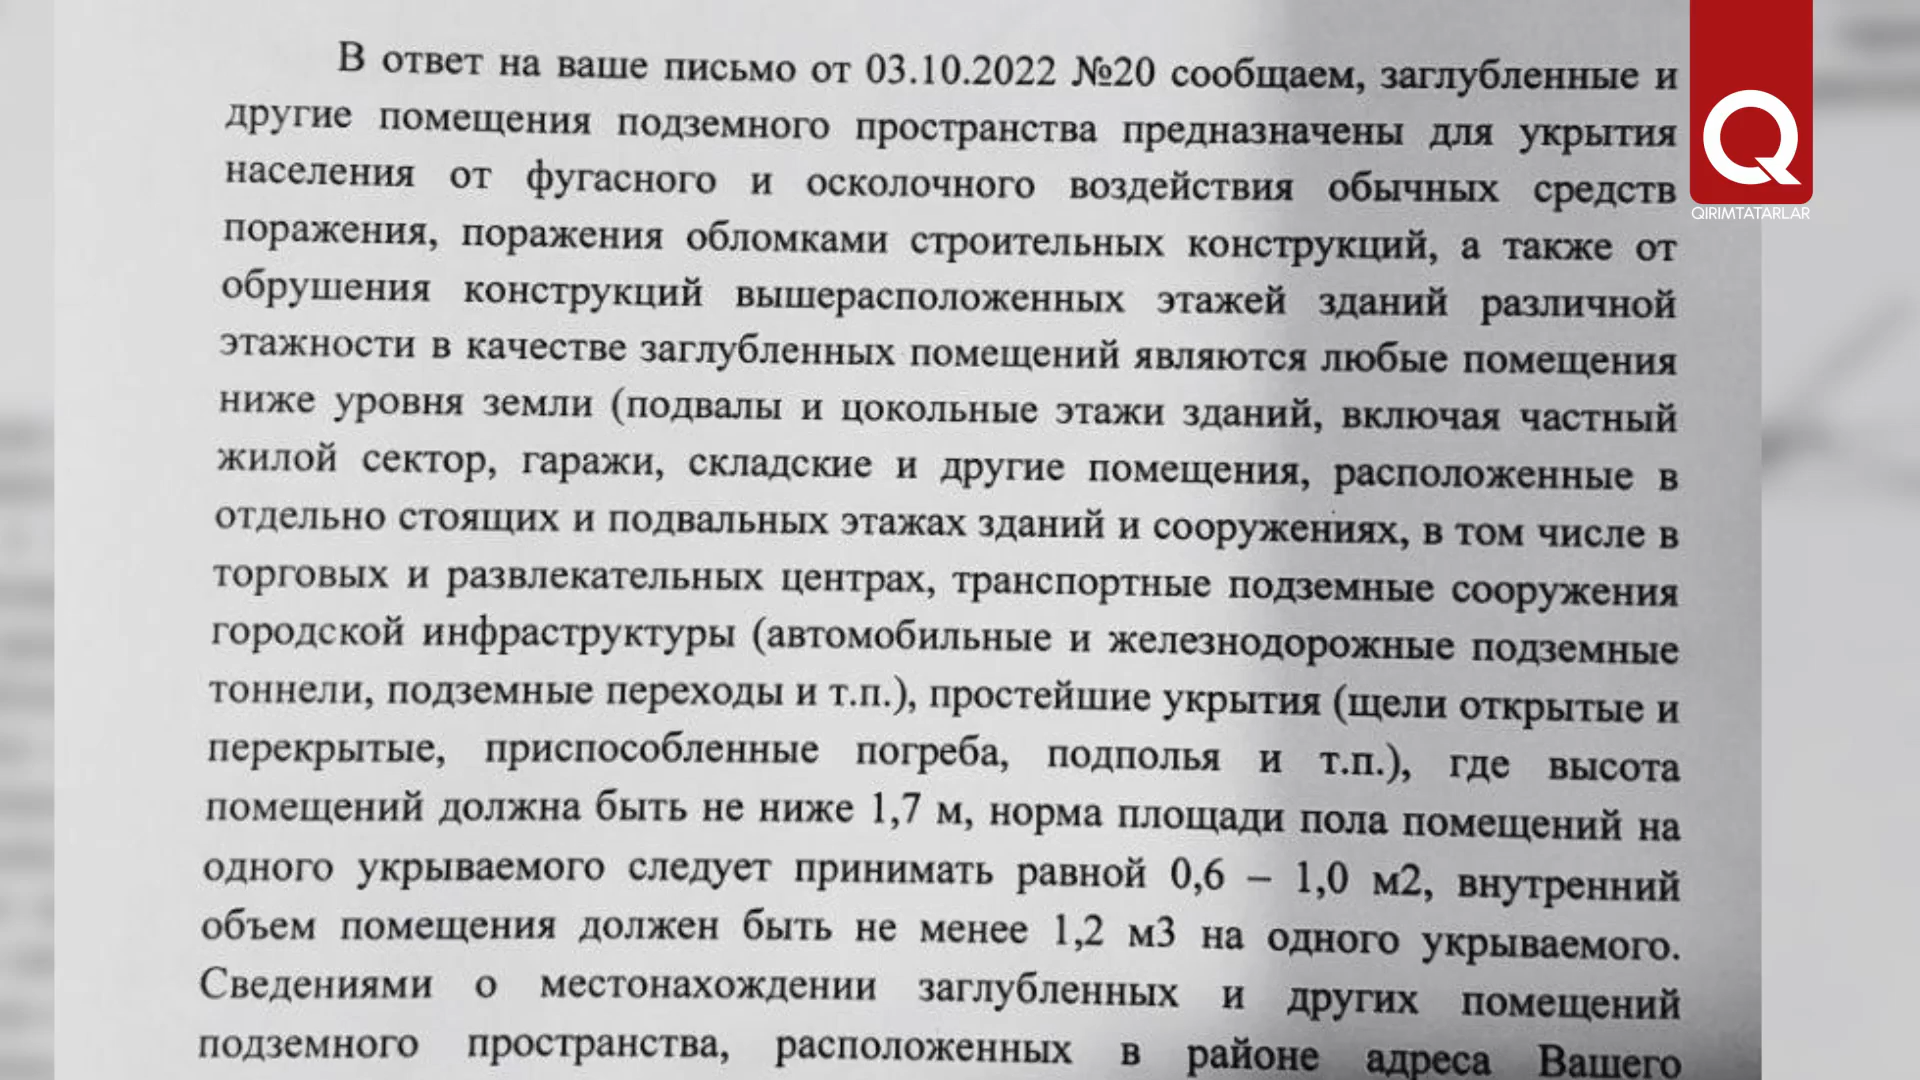 В ответ на ваше письмо от 03.10.2022 №20 сообщаем, заглубленные и
другие помещения подземного пространства предназначены для укрытия
населения от фугасного и осколочного воздействия обычных средств
поражения, поражения обломками строительных конструкций, а также от
обрушения конструкций вышерасположенных этажей зданий различной
этажности в качестве заглубленных помещений являются любые помещения
ниже уровня земли (подвалы и цокольные этажи зданий, включая частный
жилой сектор, гаражи, складские и другие помещения, расположенные в
отдельно стоящих и подвальных этажах зданий и сооружениях, в том числе в
торговых и развлекательных центрах, транспортные подземные сооружения
городской инфраструктуры (автомобильные и железнодорожные подземные
тоннели, подземные переходы и т.п.), простейшие укрытия (щели открытые и
перекрытые, приспособленные погреба, подполья и т.п.), где высота
помещений должна быть не ниже 1,7 м, норма площади пола помещений на
одного укрываемого следует принимать равной 0,6 – 1,0 м2, внутренний
объем помещения должен быть не менее 1,2 м3 на одного укрываемого.
Сведениями о местонахождении заглубленных и других помещений
подземного пространства, расположенных в районе адреса Вашего
Q
QIRIMTATARLAR